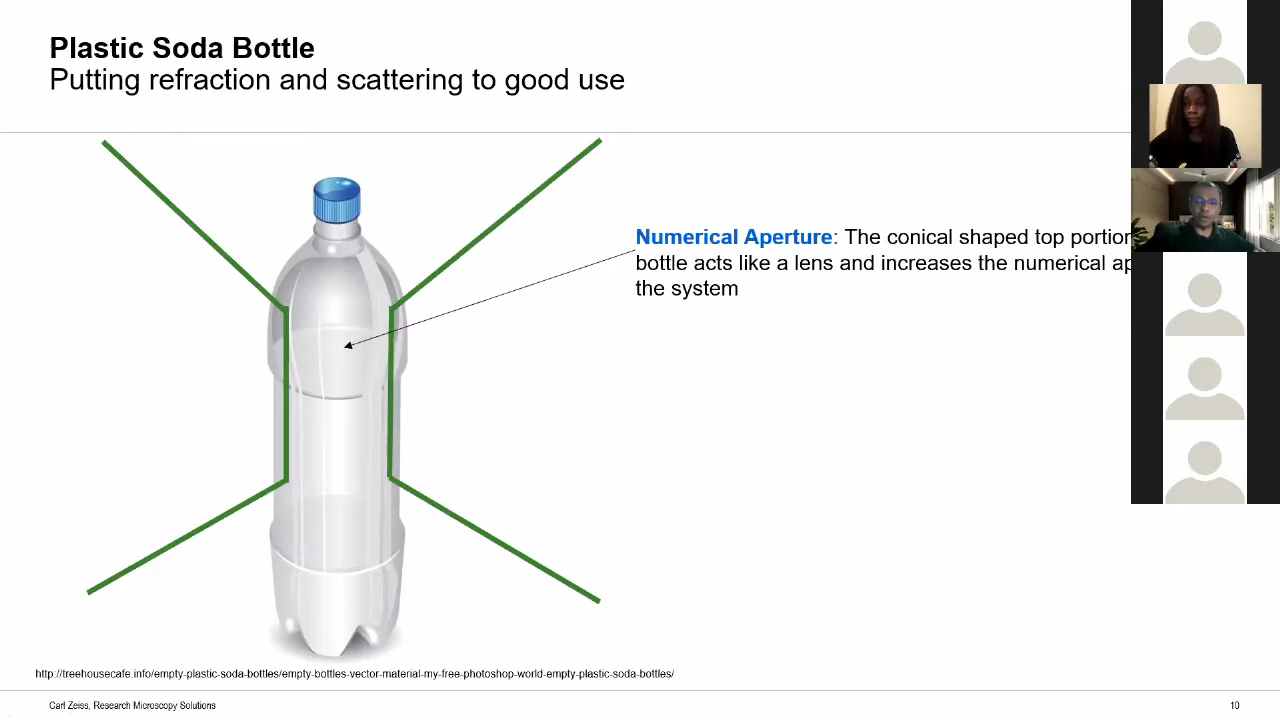 Plastic Soda Bottle
Putting refraction and scattering to good use
Numerical Aperture: The conical shaped top portion
bottle acts like a lens and increases the numerical
the system
http://treehousecafe.info/empty-plastic-soda-bottles/empty-bottles-vector-material-my-free-photoshop-world-empty-plastic-soda-bottles/
Carl Zeiss, Research Microscopy Solutions
10